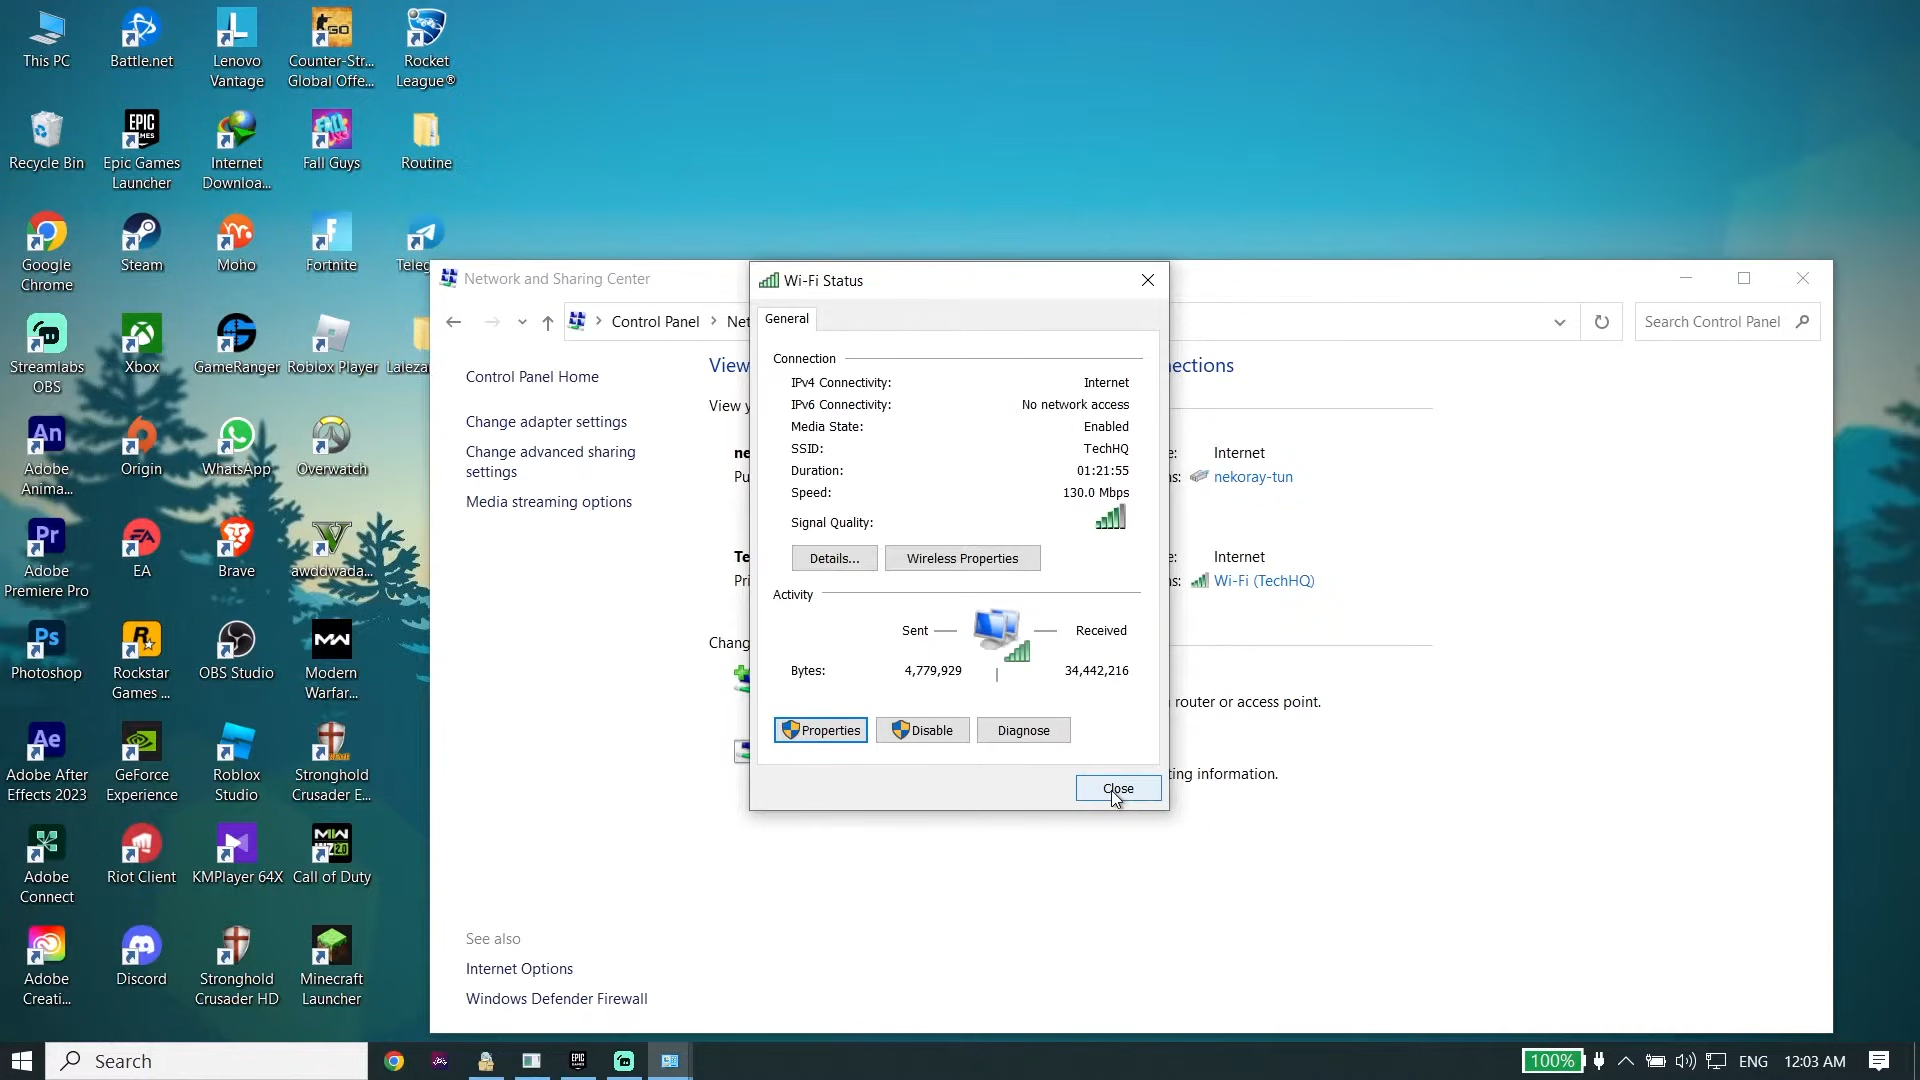 This PC
Battle.net
Lenovo
Vantage
Counter-Str...
Global Offe...
Rocket
League®
Recycle Bin
Epic Games
Launcher
Internet
Downloa...
Fall Guys
Routine
Google
Chrome
Steam
Moho
Fortnite
Teleg
Streamlabs
OBS
Xbox
GameRanger
Roblox Player
Laleza
Adobe
Anima...
Origin
WhatsApp
Overwatch
Adobe
Premiere Pro
EA
Brave
awddwada...
Photoshop
Rockstar
Games ...
OBS Studio
Modern
Warfar...
Adobe After
Effects 2023
GeForce
Experience
Roblox
Studio
Stronghold
Crusader E...
Adobe
Connect
Riot Client
KMPlayer 64X
Call of Duty
Adobe
Creati...
Discord
Stronghold
Crusader HD
Minecraft
Launcher
Network and Sharing Center
Control Panel
Net
Search Control Panel
Control Panel Home
Change adapter settings
Change advanced sharing
settings
Media streaming options
See also
Internet Options
Windows Defender Firewall
View
nections
View y
ne
e: Internet
Pu
s: nekoray-tun
Te
e: Internet
Pri
s: Wi-Fi (TechHQ)
Chang
router or access point.
ting information.
Wi-Fi Status
General
Connection
IPv4 Connectivity: Internet
IPv6 Connectivity: No network access
Media State: Enabled
SSID: TechHQ
Duration: 01:21:55
Speed: 130.0 Mbps
Signal Quality:
Details... Wireless Properties
Activity
Sent Received
Bytes: 4,779,929 34,442,216
Properties Disable Diagnose
Close
Search
100% ENG 12:03 AM